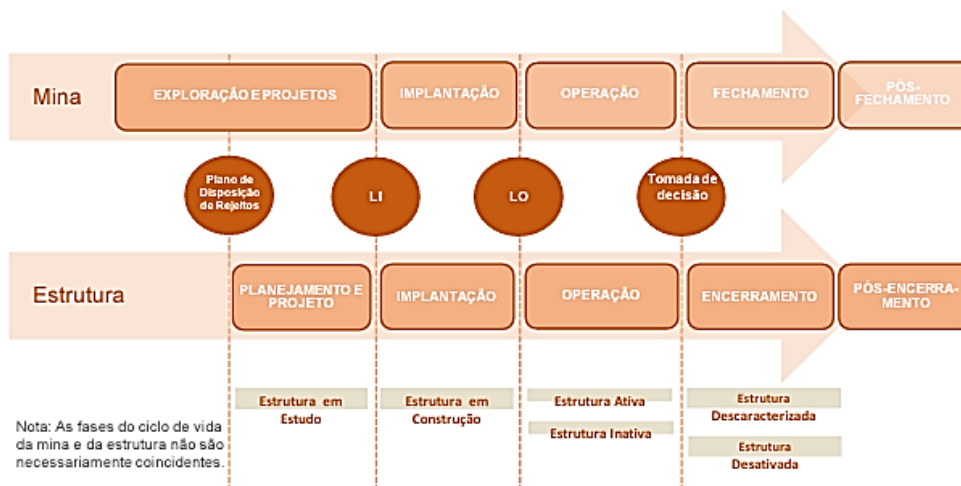 Mina
EXPLORAÇÃO E PROJETOS
IMPLANTAÇÃO
OPERAÇÃO
FECHAMENTO
PÓS-
FECHAMENTO
Plano de
Disposição
de Rejeitos
LI
LO
Tomada de
decisão
Estrutura
PLANEJAMENTO E
PROJETO
IMPLANTAÇÃO
OPERAÇÃO
ENCERRAMENTO
PÓS-ENCERRA-
MENTO
Estrutura em
Estudo
Estrutura em
Construção
Estrutura Ativa
Estrutura Inativa
Estrutura
Descaracterizada
Estrutura
Desativada
Nota: As fases do ciclo de vida
da mina e da estrutura não são
necessariamente coincidentes.